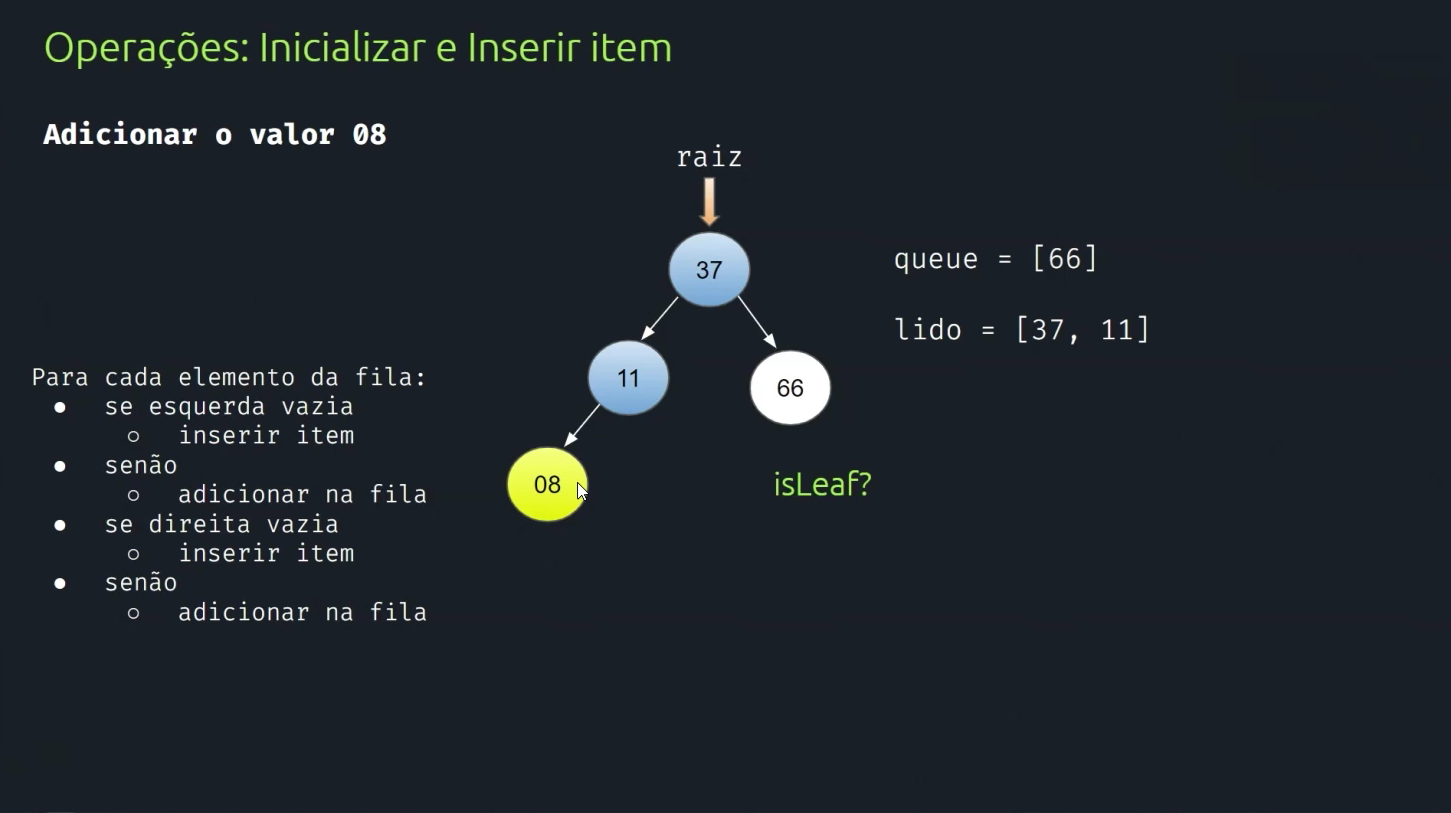 Operações: Inicializar e Inserir item
Adicionar o valor 08
raiz
37
queue = [66]
lido = [37, 11]
11
66
08
isLeaf?
Para cada elemento da fila:
● se esquerda vazia
○ inserir item
● senão
○ adicionar na fila
● se direita vazia
○ inserir item
● senão
○ adicionar na fila